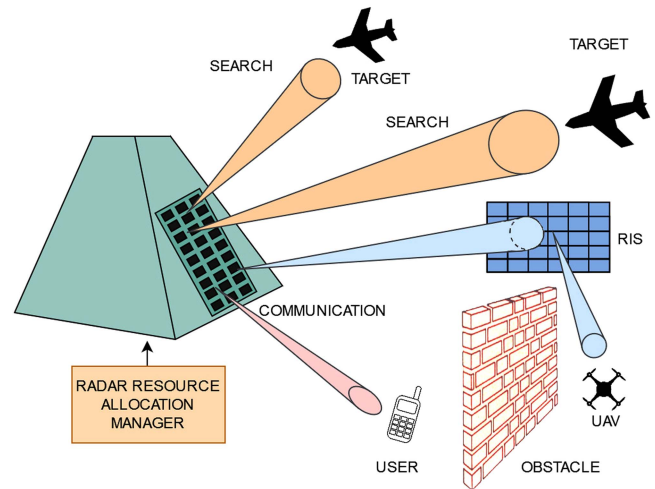 TARGET
SEARCH
TARGET
SEARCH
RIS
COMMUNICATION
RADAR RESOURCE
ALLOCATION
MANAGER
UAV
USER
OBSTACLE